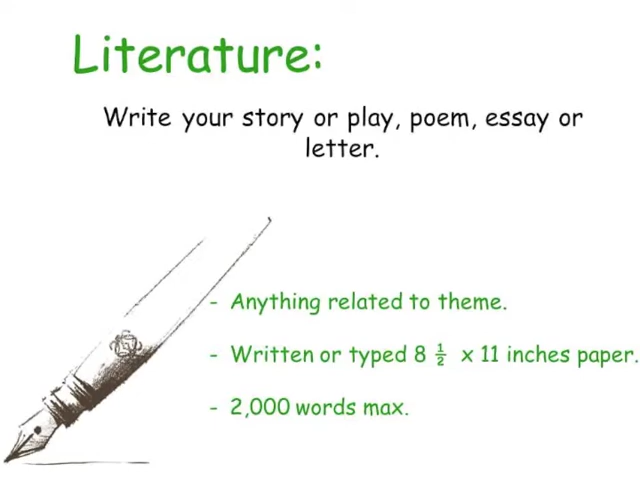 Literature:
Write your story or play, poem, essay or
letter.
- Anything related to theme.
- Written or typed 8 ½ x 11 inches paper.
- 2,000 words max.